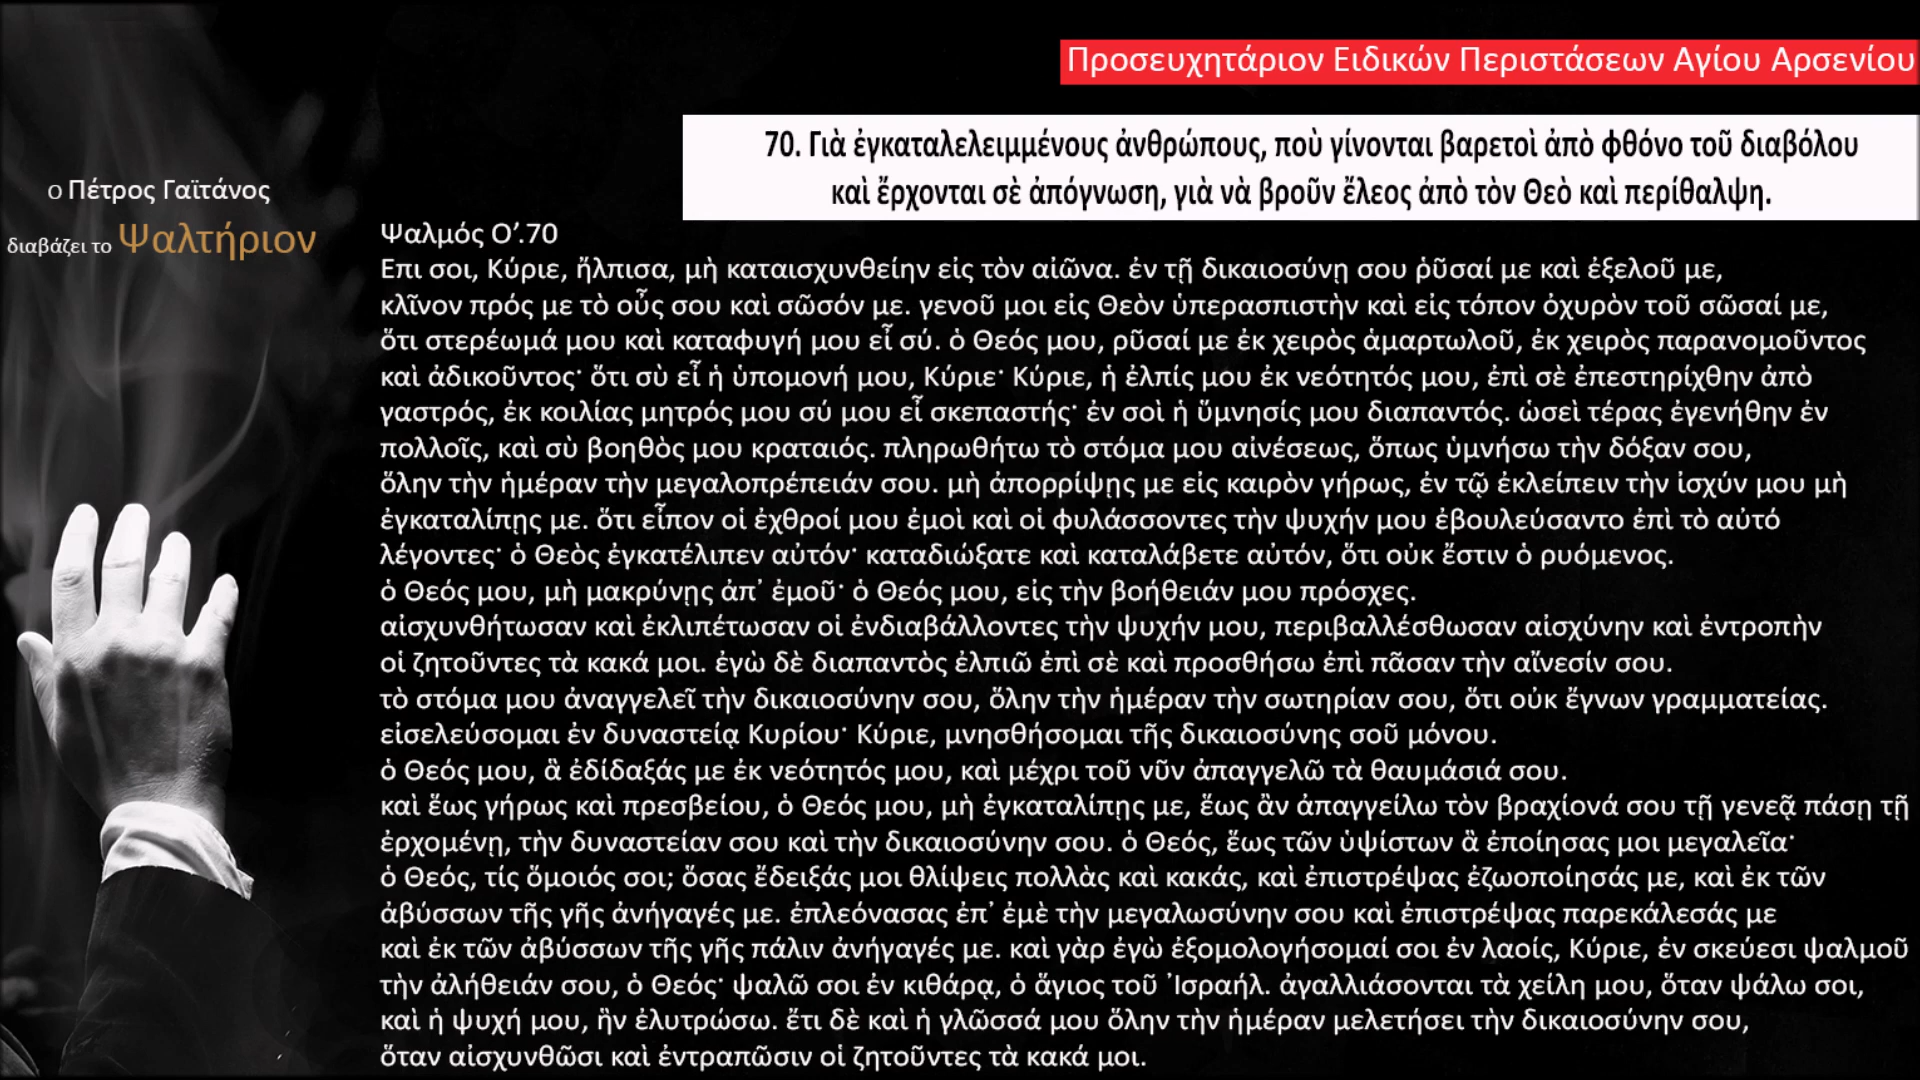 Προσευχητάριον Ειδικών Περιστάσεων Αγίου Αρσενίου
70. Γιὰ ἐγκαταλελειμμένους ἀνθρώπους, ποὺ γίνονται βαρετοὶ ἀπὸ φθόνο τοῦ διαβόλου
καὶ ἔρχονται σὲ ἀπόγνωση, γιὰ νὰ βροῦν ἔλεος ἀπὸ τὸν Θεὸ καὶ περίθαλψη.
ο Πέτρος Γαϊτάνος
διαβάζει το Ψαλτήριον
Ψαλμός Ο’.70
Επι σοι, Κύριε, ἤλπισα, μὴ καταισχυνθείην εἰς τὸν αἰῶνα. ἐν τῇ δικαιοσύνῃ σου ῥῦσαί με καὶ ἐξελοῦ με,
κλῖνον πρός με τὸ οὖς σου καὶ σῶσόν με. γενοῦ μοι εἰς Θεὸν ὑπερασπιστὴν καὶ εἰς τόπον ὀχυρὸν τοῦ σῶσαί με,
ὅτι στερέωμά μου καὶ καταφυγή μου εἶ σύ. ὁ Θεός μου, ρῦσαί με ἐκ χειρὸς ἁμαρτωλοῦ, ἐκ χειρὸς παρανομοῦντος
καὶ ἀδικοῦντος· ὅτι σὺ εἶ ἡ ὑπομονή μου, Κύριε· Κύριε, ἡ ἐλπίς μου ἐκ νεότητός μου, ἐπὶ σὲ ἐπεστηρίχθην ἀπὸ
γαστρός, ἐκ κοιλίας μητρός μου σύ μου εἶ σκεπαστής· ἐν σοὶ ἡ ὕμνησίς μου διαπαντός. ὡσεὶ τέρας ἐγενήθην ἐν
πολλοῖς, καὶ σὺ βοηθὸς μου κραταιός. πληρωθήτω τὸ στόμα μου αἰνέσεως, ὅπως ὑμνήσω τὴν δόξαν σου,
ὅλην τὴν ἡμέραν τὴν μεγαλοπρέπειάν σου. μὴ ἀπορρίψῃς με εἰς καιρὸν γήρως, ἐν τῷ ἐκλείπειν τὴν ἰσχύν μου μὴ
ἐγκαταλίπῃς με. ὅτι εἶπον οἱ ἐχθροί μου ἐμοὶ καὶ οἱ φυλάσσοντες τὴν ψυχήν μου ἐβουλεύσαντο ἐπὶ τὸ αὐτό
λέγοντες· ὁ Θεὸς ἐγκατέλιπεν αὐτόν· καταδιώξατε καὶ καταλάβετε αὐτόν, ὅτι οὐκ ἔστιν ὁ ρυόμενος.
ὁ Θεός μου, μὴ μακρύνῃς ἀπ᾿ ἐμοῦ· ὁ Θεός μου, εἰς τὴν βοήθειάν μου πρόσχες.
αἰσχυνθήτωσαν καὶ ἐκλιπέτωσαν οἱ ἐνδιαβάλλοντες τὴν ψυχήν μου, περιβαλλέσθωσαν αἰσχύνην καὶ ἐντροπὴν
οἱ ζητοῦντες τὰ κακά μοι. ἐγὼ δὲ διαπαντὸς ἐλπιῶ ἐπὶ σὲ καὶ προσθήσω ἐπὶ πᾶσαν τὴν αἴνεσίν σου.
τὸ στόμα μου ἀναγγελεῖ τὴν δικαιοσύνην σου, ὅλην τὴν ἡμέραν τὴν σωτηρίαν σου, ὅτι οὐκ ἔγνων γραμματείας.
εἰσελεύσομαι ἐν δυναστείᾳ Κυρίου· Κύριε, μνησθήσομαι τῆς δικαιοσύνης σοῦ μόνου.
ὁ Θεός μου, ἃ ἐδίδαξάς με ἐκ νεότητός μου, καὶ μέχρι τοῦ νῦν ἀπαγγελῶ τὰ θαυμάσιά σου.
καὶ ἕως γήρως καὶ πρεσβείου, ὁ Θεός μου, μὴ ἐγκαταλίπῃς με, ἕως ἂν ἀπαγγείλω τὸν βραχίονά σου τῇ γενεᾷ πάσῃ τῇ
ἐρχομένῃ, τὴν δυναστείαν σου καὶ τὴν δικαιοσύνην σου. ὁ Θεός, ἕως τῶν ὑψίστων ἃ ἐποίησας μοι μεγαλεῖα·
ὁ Θεός, τίς ὅμοιός σοι; ὅσας ἔδειξάς μοι θλίψεις πολλὰς καὶ κακάς, καὶ ἐπιστρέψας ἐζωοποίησάς με, καὶ ἐκ τῶν
ἀβύσσων τῆς γῆς ἀνήγαγές με. ἐπλεόνασας ἐπ᾿ ἐμὲ τὴν μεγαλωσύνην σου καὶ ἐπιστρέψας παρεκάλεσάς με
καὶ ἐκ τῶν ἀβύσσων τῆς γῆς πάλιν ἀνήγαγές με. καὶ γὰρ ἐγὼ ἐξομολογήσομαί σοι ἐν λαοίς, Κύριε, ἐν σκεύεσι ψαλμοῦ
τὴν ἀλήθειάν σου, ὁ Θεός· ψαλῶ σοι ἐν κιθάρᾳ, ὁ ἅγιος τοῦ ᾿Ισραήλ. ἀγαλλιάσονται τὰ χείλη μου, ὅταν ψάλω σοι,
καὶ ἡ ψυχή μου, ἣν ἐλυτρώσω. ἔτι δὲ καὶ ἡ γλῶσσά μου ὅλην τὴν ἡμέραν μελετήσει τὴν δικαιοσύνην σου,
ὅταν αἰσχυνθῶσι καὶ ἐντραπῶσιν οἱ ζητοῦντες τὰ κακά μοι.